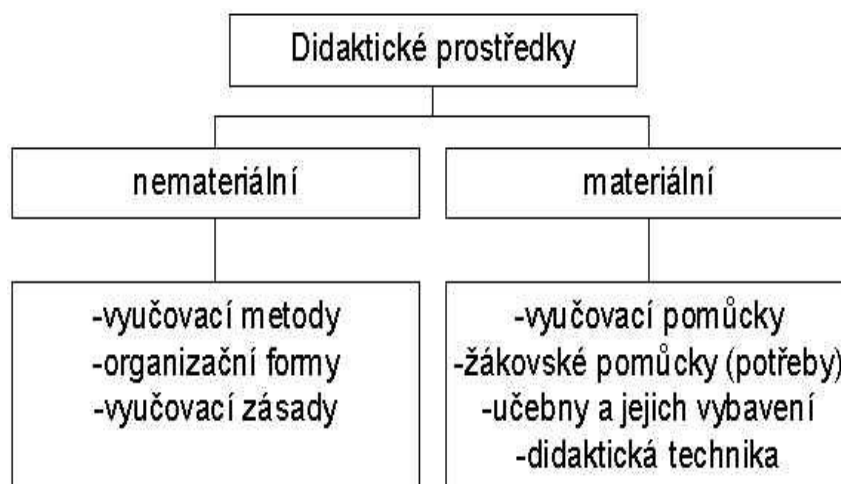 Didaktické prostředky
nemateriální
materiální
-vyučovací metody
-organizační formy
-vyučovací zásady
-vyučovací pomůcky
-žákovské pomůcky (potřeby)
-učebny a jejich vybavení
-didaktická technika